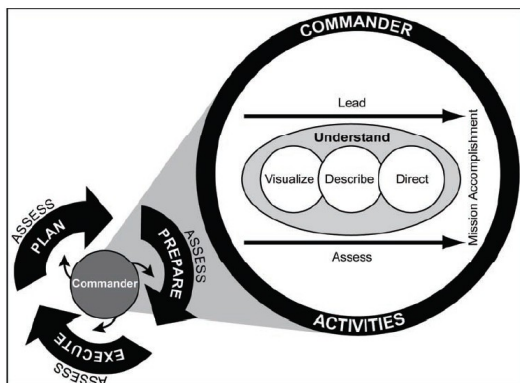 COMMANDER
Lead
Understand
Visualize
Describe
Direct
Assess
Mission Accomplishment
ACTIVITIES
ASSESS
PLAN
ASSESS
PREPARE
Commander
EXECUTE
ASSESS